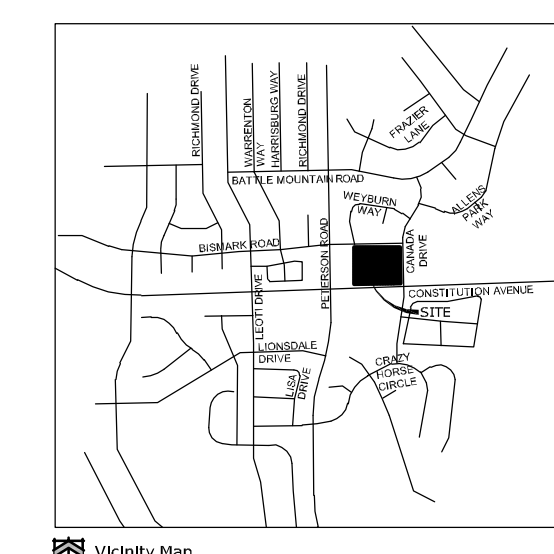 RICHMOND DRIVE
WARRENTON
WAY
HARRISBURG WAY
RICHMOND DRIVE
FRAZIER
LANE
BATTLE MOUNTAIN ROAD
WEYBURN
WAY
ALLENS
PARK
WAY
BISMARK ROAD
PETERSON ROAD
CANADA
DRIVE
LEOTI DRIVE
CONSTITUTION AVENUE
SITE
LIONSDALE
DRIVE
LISA
DRIVE
CRAZY
HORSE
CIRCLE
Vicinity Map